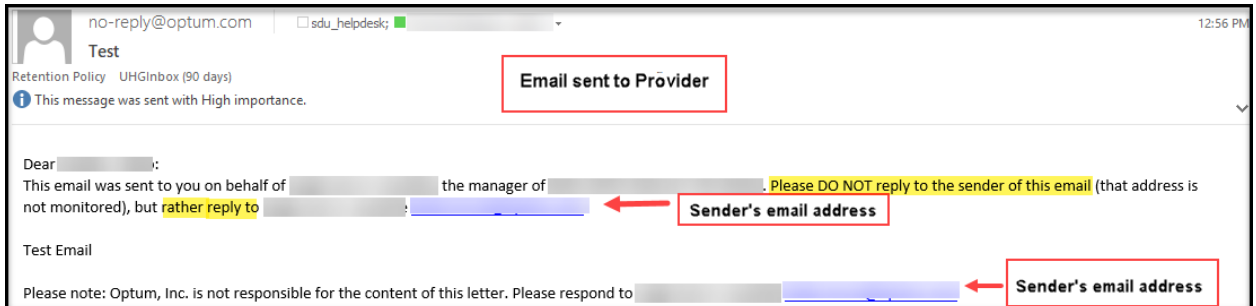 no-reply@optum.com sdu_helpdesk; 12:56 PM
Test
Retention Policy UHGInbox (90 days)
Email sent to Provider
This message was sent with High importance.
Dear :
This email was sent to you on behalf of the manager of . Please DO NOT reply to the sender of this email (that address is
not monitored), but rather reply to
Sender's email address
Test Email
Please note: Optum, Inc. is not responsible for the content of this letter. Please respond to
Sender's email address